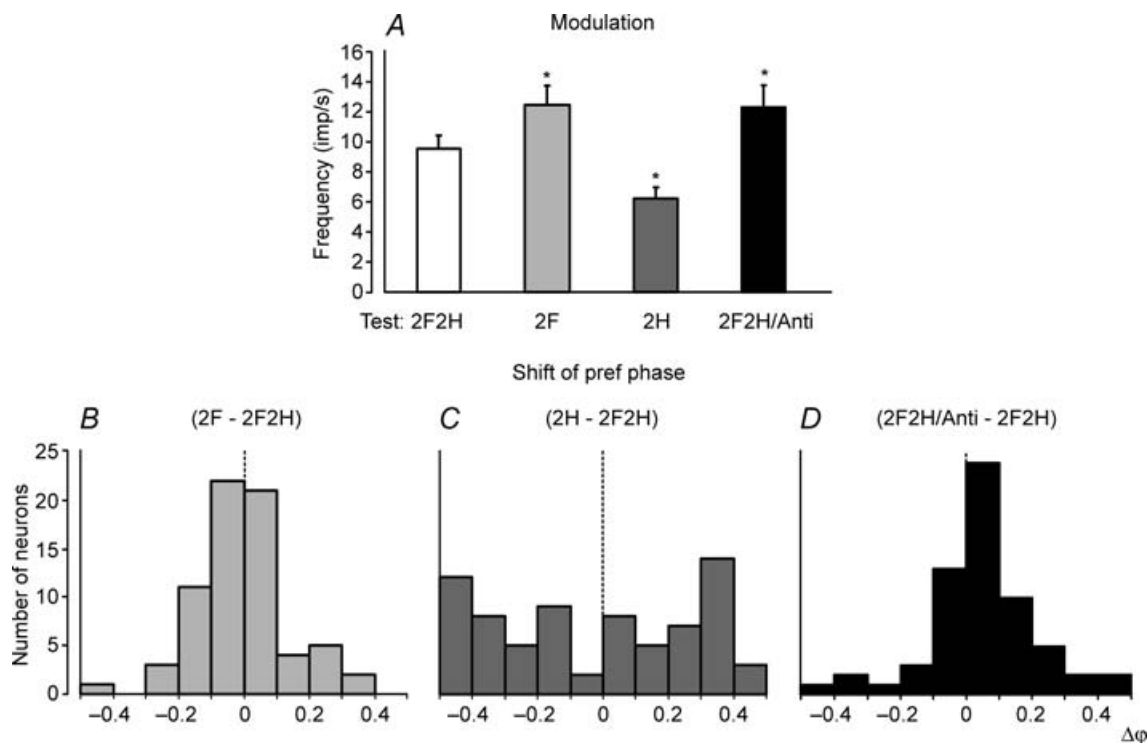 A Modulation
Frequency (imp/s)
16
14
12
10
8
6
4
2
0
* * *
Test: 2F2H 2F 2H 2F2H/Anti
Shift of pref phase
B (2F - 2F2H) C (2H - 2F2H) D (2F2H/Anti - 2F2H)
Number of neurons
25
20
15
10
5
0
–0.4 –0.2 0 0.2 0.4 –0.4 –0.2 0 0.2 0.4 –0.4 –0.2 0 0.2 0.4
Δφ